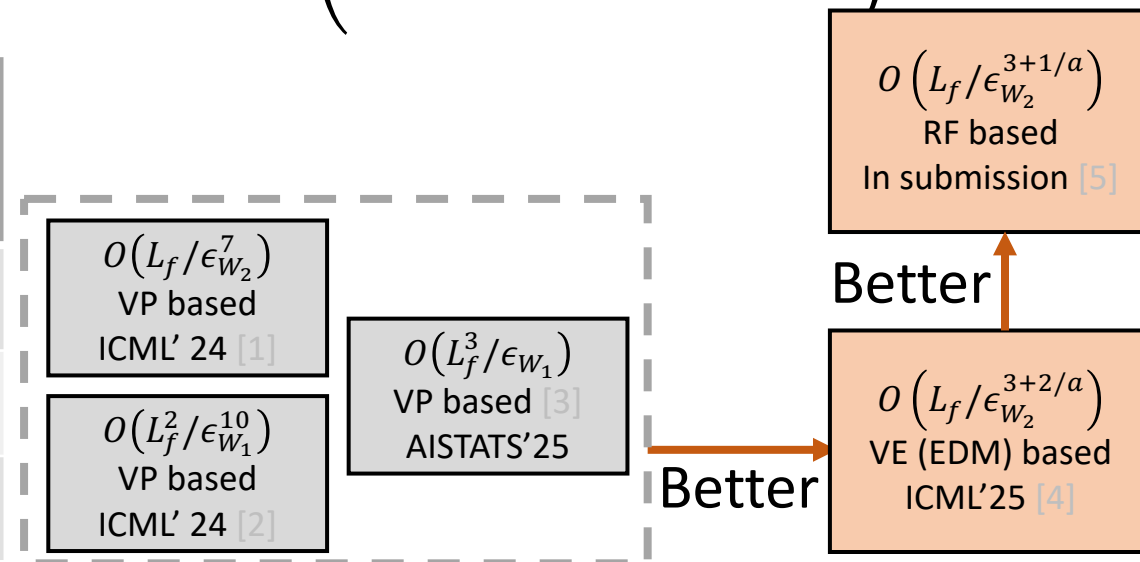 O(L_f/ϵ_{W_2}^7)
VP based
ICML' 24 [1]
O(L_f^2/ϵ_{W_1}^{10})
VP based
ICML' 24 [2]
O(L_f^3/ϵ_{W_1})
VP based [3]
AISTATS'25
Better
O(L_f/ϵ_{W_2}^{3+2/a})
VE (EDM) based
ICML'25 [4]
Better
O(L_f/ϵ_{W_2}^{3+1/a})
RF based
In submission [5]